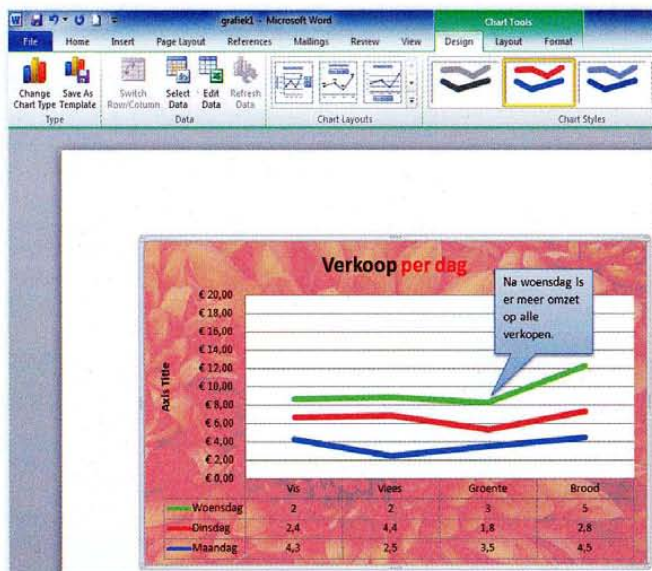 grafiek1 - Microsoft Word
Chart Tools
File Home Insert Page Layout References Mailings Review View Design Layout Format
Change Chart Type
Save As Template
Switch Row/Column
Select Data
Edit Data
Refresh Data
Type Data Chart Layouts Chart Styles
Verkoop per dag
Na woensdag is
er meer omzet
op alle
verkopen.
Axis Title
€ 20,00
€ 18,00
€ 16,00
€ 14,00
€ 12,00
€ 10,00
€ 8,00
€ 6,00
€ 4,00
€ 2,00
€ 0,00
Vis Vlees Groente Brood
Woensdag 2 2 3 5
Dinsdag 2,4 4,4 1,8 2,8
Maandag 4,3 2,5 3,5 4,5